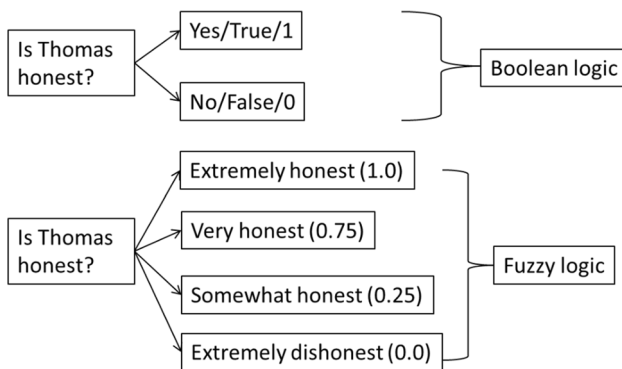 Is Thomas
honest?
Yes/True/1
No/False/0
Boolean logic
Is Thomas
honest?
Extremely honest (1.0)
Very honest (0.75)
Somewhat honest (0.25)
Extremely dishonest (0.0)
Fuzzy logic